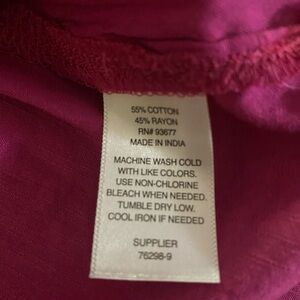 55% COTTON
45% RAYON
RN# 93677
MADE IN INDIA
MACHINE WASH COLD
WITH LIKE COLORS.
USE NON-CHLORINE
BLEACH WHEN NEEDED.
TUMBLE DRY LOW.
COOL IRON IF NEEDED
SUPPLIER
76298-9